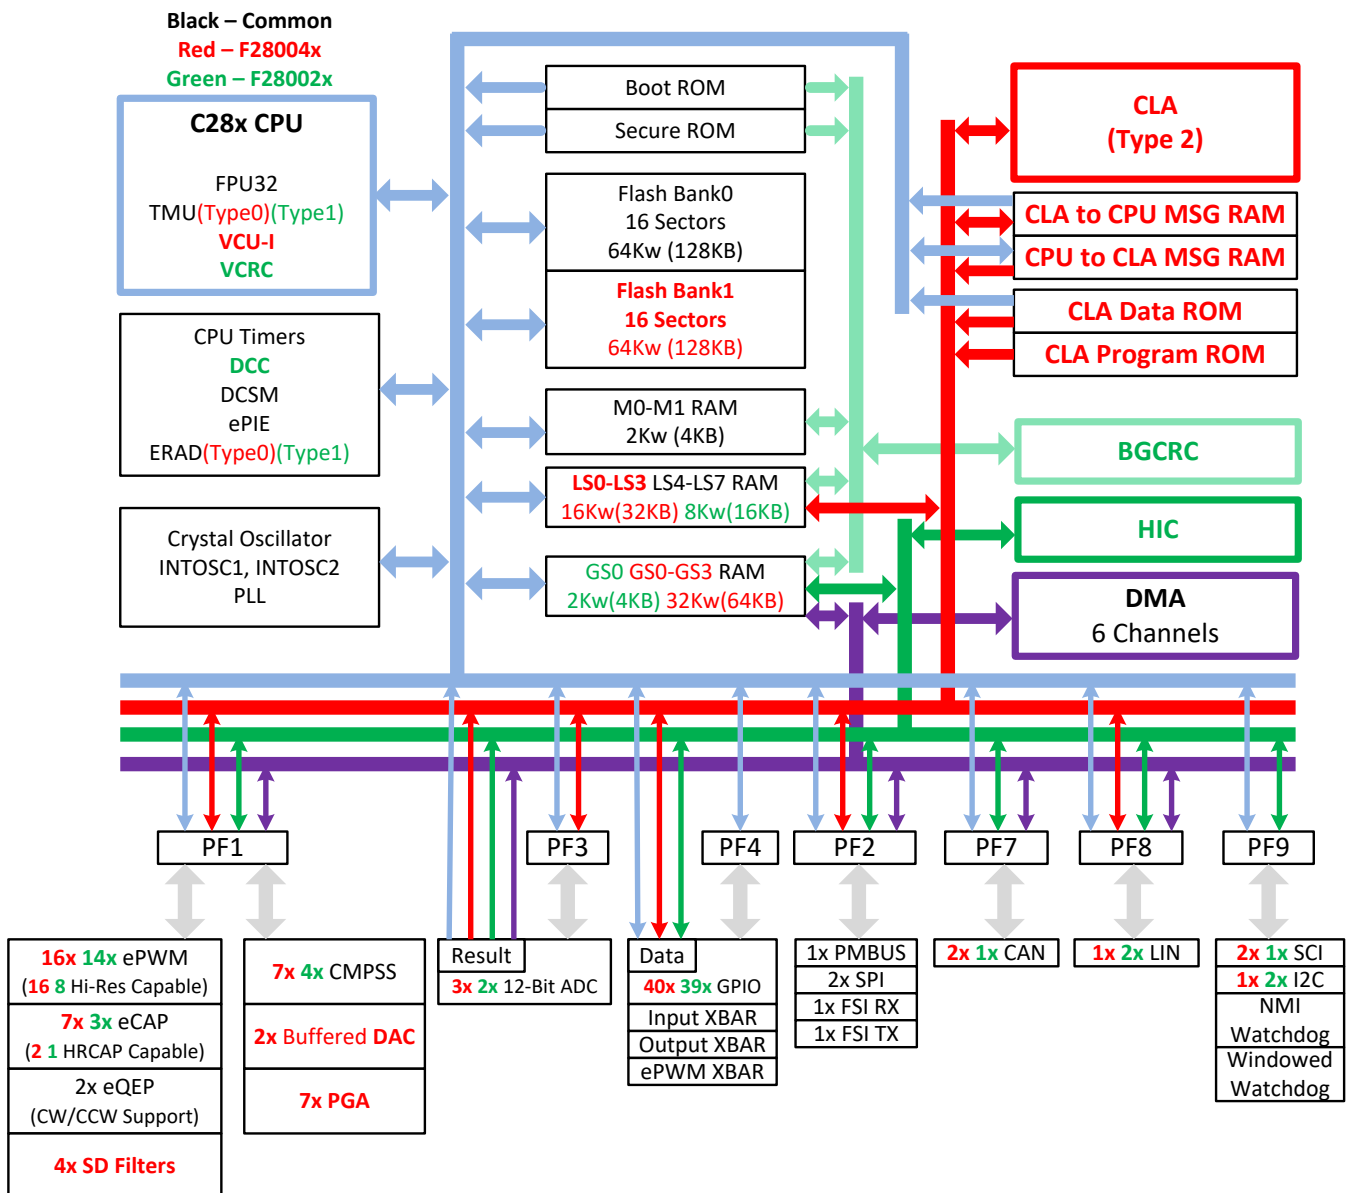 Black – Common
Red – F28004x
Green – F28002x
C28x CPU
FPU32
TMU(Type0)(Type1)
VCU-I
VCRC
CPU Timers
DCC
DCSM
ePIE
ERAD(Type0)(Type1)
Crystal Oscillator
INTOSC1, INTOSC2
PLL
Boot ROM
Secure ROM
Flash Bank0
16 Sectors
64Kw (128KB)
Flash Bank1
16 Sectors
64Kw (128KB)
M0-M1 RAM
2Kw (4KB)
LS0-LS3 LS4-LS7 RAM
16Kw(32KB) 8Kw(16KB)
GS0 GS0-GS3 RAM
2Kw(4KB) 32Kw(64KB)
CLA
(Type 2)
CLA to CPU MSG RAM
CPU to CLA MSG RAM
CLA Data ROM
CLA Program ROM
BGCRC
HIC
DMA
6 Channels
PF1
PF3
PF4
PF2
PF7
PF8
PF9
16x 14x ePWM
(16 8 Hi-Res Capable)
7x 3x eCAP
(2 1 HRCAP Capable)
2x eQEP
(CW/CCW Support)
4x SD Filters
7x 4x CMPSS
2x Buffered DAC
7x PGA
Result
3x 2x 12-Bit ADC
Data
40x 39x GPIO
Input XBAR
Output XBAR
ePWM XBAR
1x PMBUS
2x SPI
1x FSI RX
1x FSI TX
2x 1x CAN
1x 2x LIN
2x 1x SCI
1x 2x I2C
NMI
Watchdog
Windowed
Watchdog